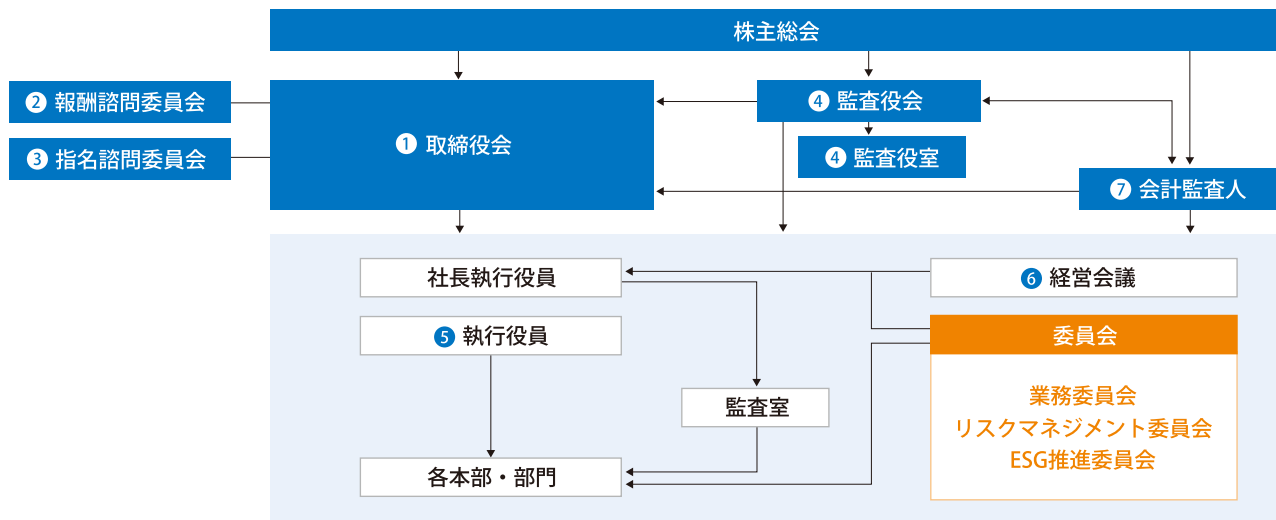 株主総会
❷ 報酬諮問委員会
❸ 指名諮問委員会
❶ 取締役会
❹ 監査役会
❹ 監査役室
❼ 会計監査人
社長執行役員
❻ 経営会議
❺ 執行役員
委員会
業務委員会
リスクマネジメント委員会
ESG推進委員会
監査室
各本部・部門